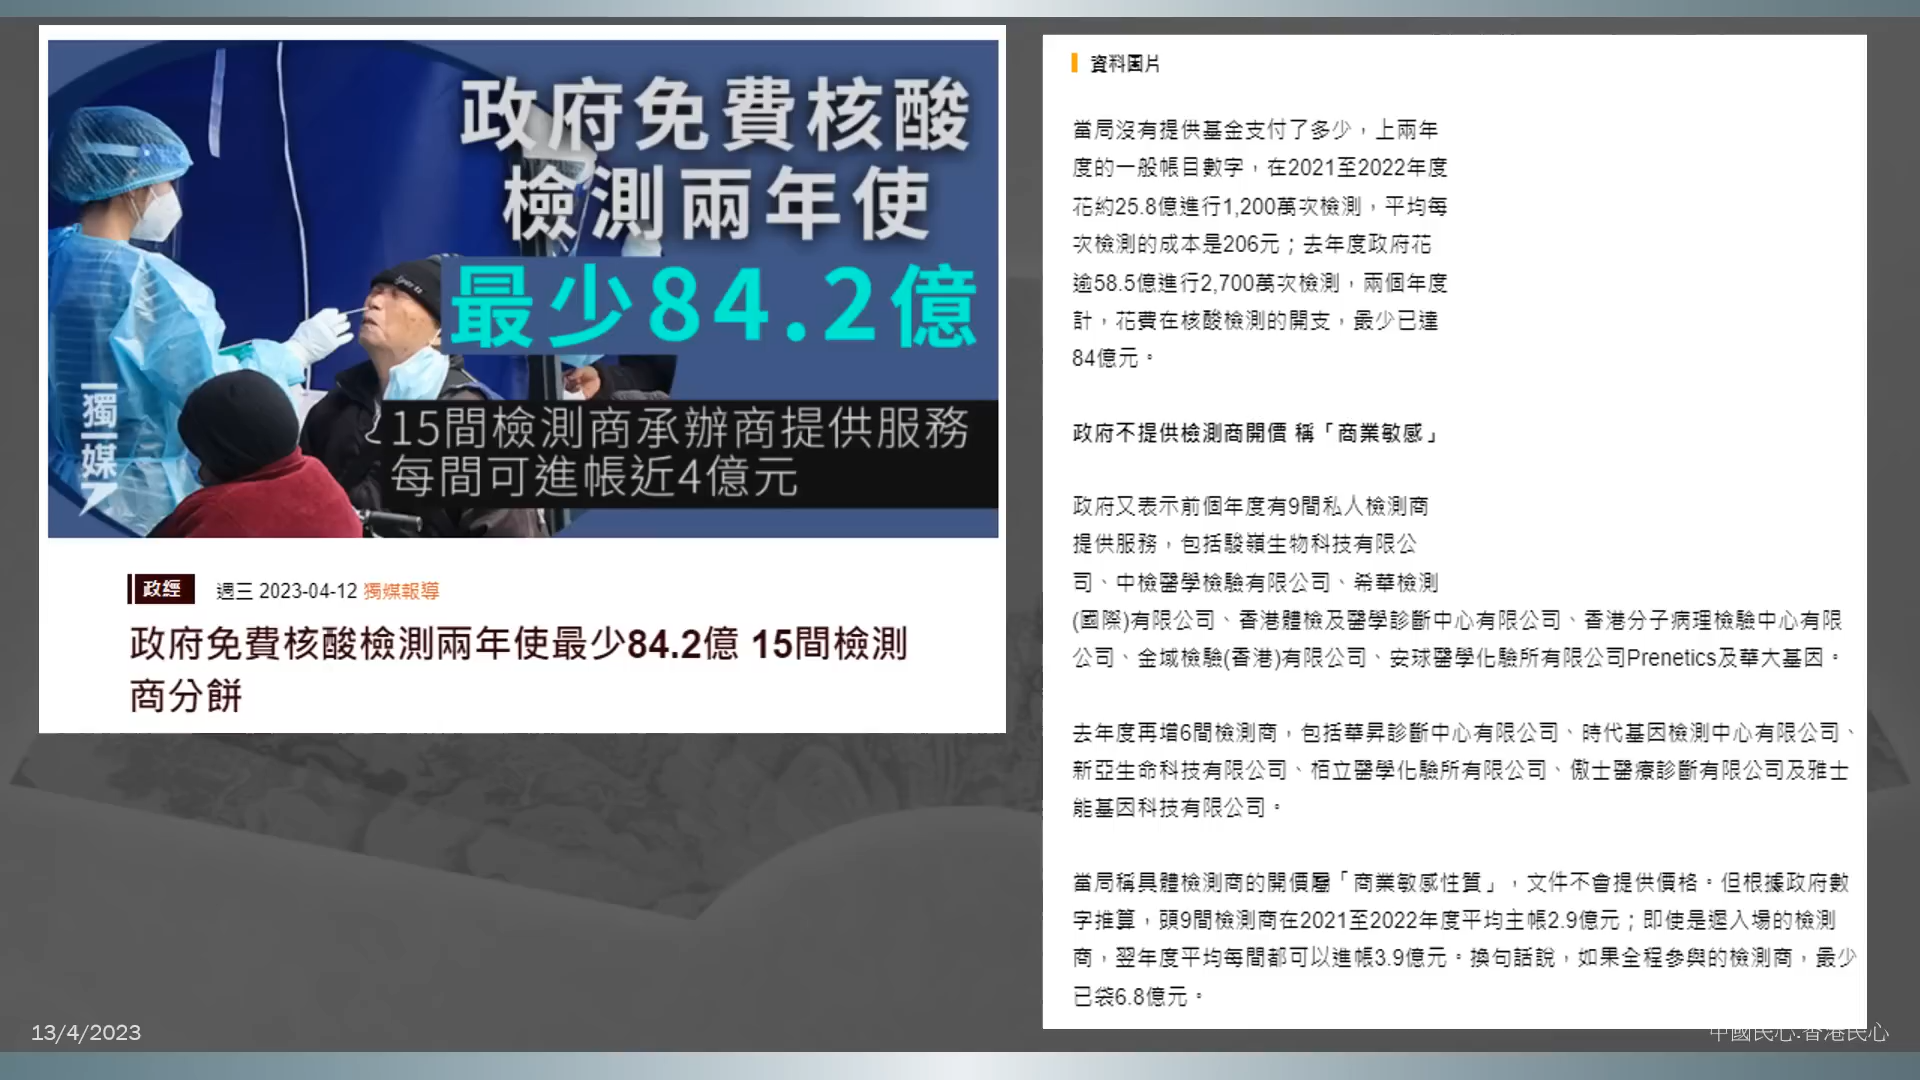 政府免費核酸
檢測兩年使
最少84.2億
15間檢測商承辦商提供服務
每間可進帳近4億元
獨媒
政經 週三 2023-04-12 獨媒報導
政府免費核酸檢測兩年使最少84.2億 15間檢測
商分餅
資料圖片
當局沒有提供基金支付了多少，上兩年
度的一般帳目數字，在2021至2022年度
花約25.8億進行1,200萬次檢測，平均每
次檢測的成本是206元；去年度政府花
逾58.5億進行2,700萬次檢測，兩個年度
計，花費在核酸檢測的開支，最少已達
84億元。
政府不提供檢測商開價 稱「商業敏感」
政府又表示前個年度有9間私人檢測商
提供服務，包括駿嶺生物科技有限公
司、中檢醫學檢驗有限公司、希華檢測
(國際)有限公司、香港體檢及醫學診斷中心有限公司、香港分子病理檢驗中心有限
公司、金域檢驗(香港)有限公司、安球醫學化驗所有限公司Prenetics及華大基因。
去年度再增6間檢測商，包括華昇診斷中心有限公司、時代基因檢測中心有限公司、
新亞生命科技有限公司、栢立醫學化驗所有限公司、傲士醫療診斷有限公司及雅士
能基因科技有限公司。
當局稱具體檢測商的開價屬「商業敏感性質」，文件不會提供價格。但根據政府數
字推算，頭9間檢測商在2021至2022年度平均主帳2.9億元；即使是遲入場的檢測
商，翌年度平均每間都可以進帳3.9億元。換句話說，如果全程參與的檢測商，最少
已袋6.8億元。
13/4/2023
中國民心.香港民心